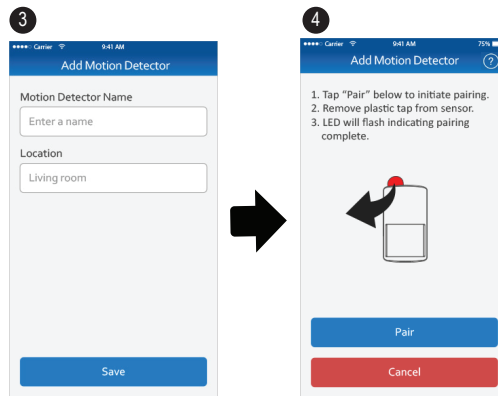 3
Carrier 9:41 AM
Add Motion Detector
Motion Detector Name
Enter a name
Location
Living room
Save
4
Carrier 9:41 AM 75%
Add Motion Detector ?
1. Tap “Pair” below to initiate pairing.
2. Remove plastic tap from sensor.
3. LED will flash indicating pairing
complete.
Pair
Cancel